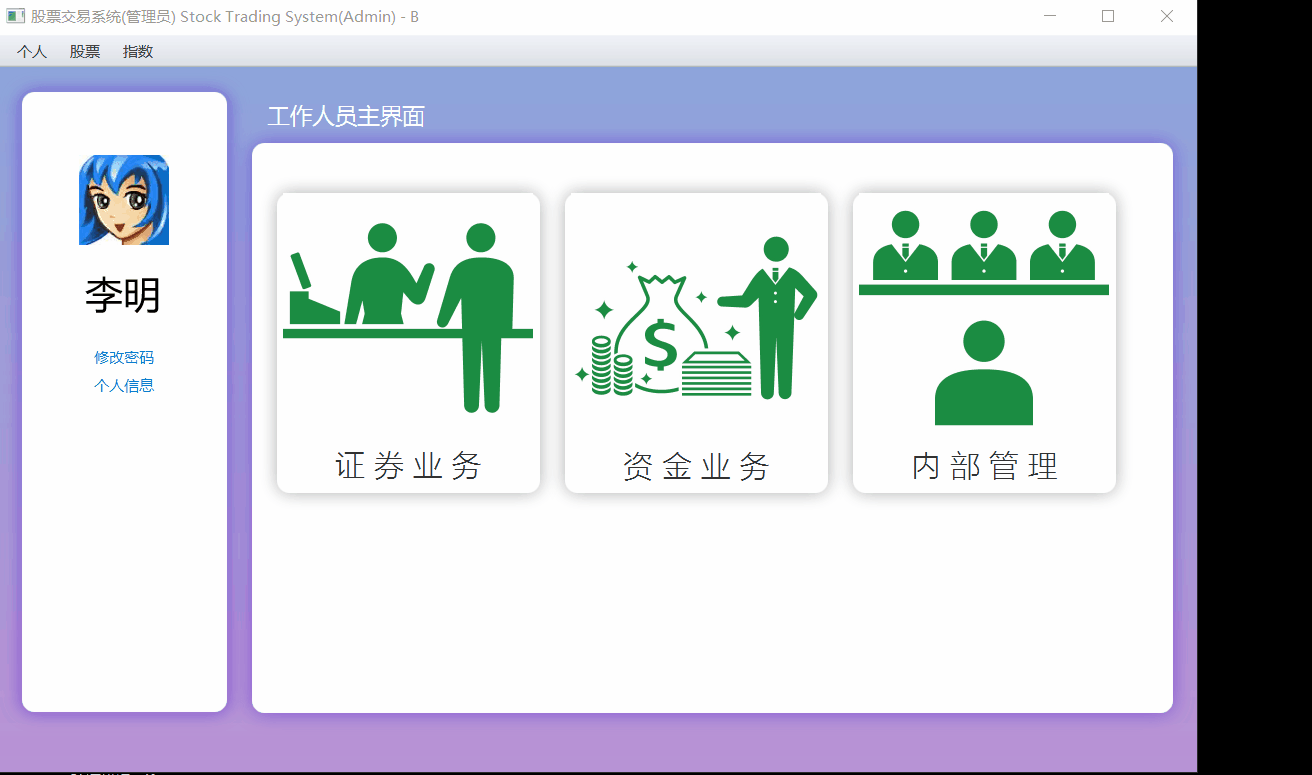 股票交易系统(管理员) Stock Trading System(Admin) - B
个人 股票 指数
工作人员主界面
李明
修改密码
个人信息
$
证券业务
资金业务
内部管理